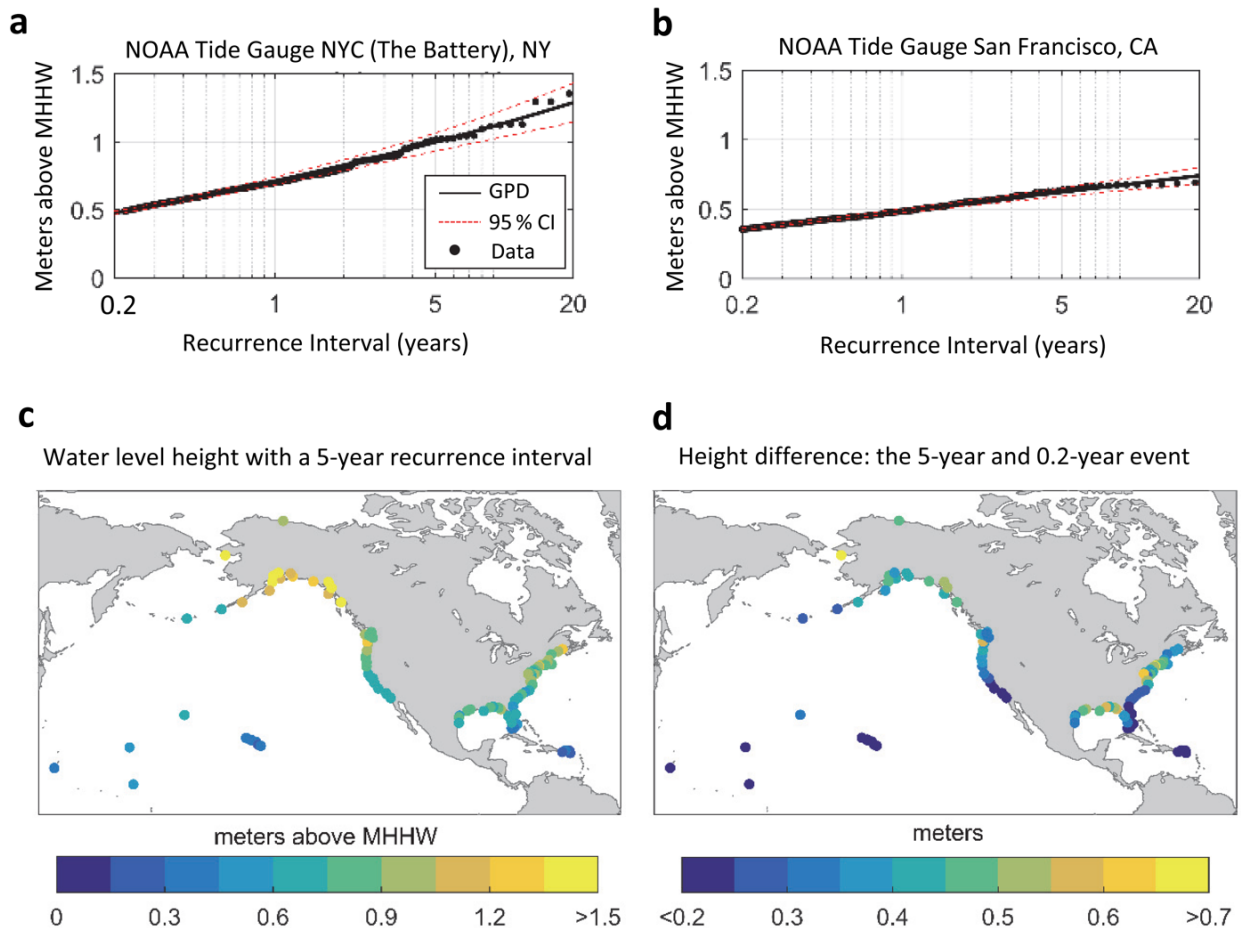 a
NOAA Tide Gauge NYC (The Battery), NY
Meters above MHHW
1.5
1
0.5
0
GPD
95 % CI
Data
0.2
1
5
20
Recurrence Interval (years)
b
NOAA Tide Gauge San Francisco, CA
Meters above MHHW
1.5
1
0.5
0
0.2
1
5
20
Recurrence Interval (years)
c
Water level height with a 5-year recurrence interval
meters above MHHW
0 0.3 0.6 0.9 1.2 >1.5
d
Height difference: the 5-year and 0.2-year event
meters
<0.2 0.3 0.4 0.5 0.6 >0.7